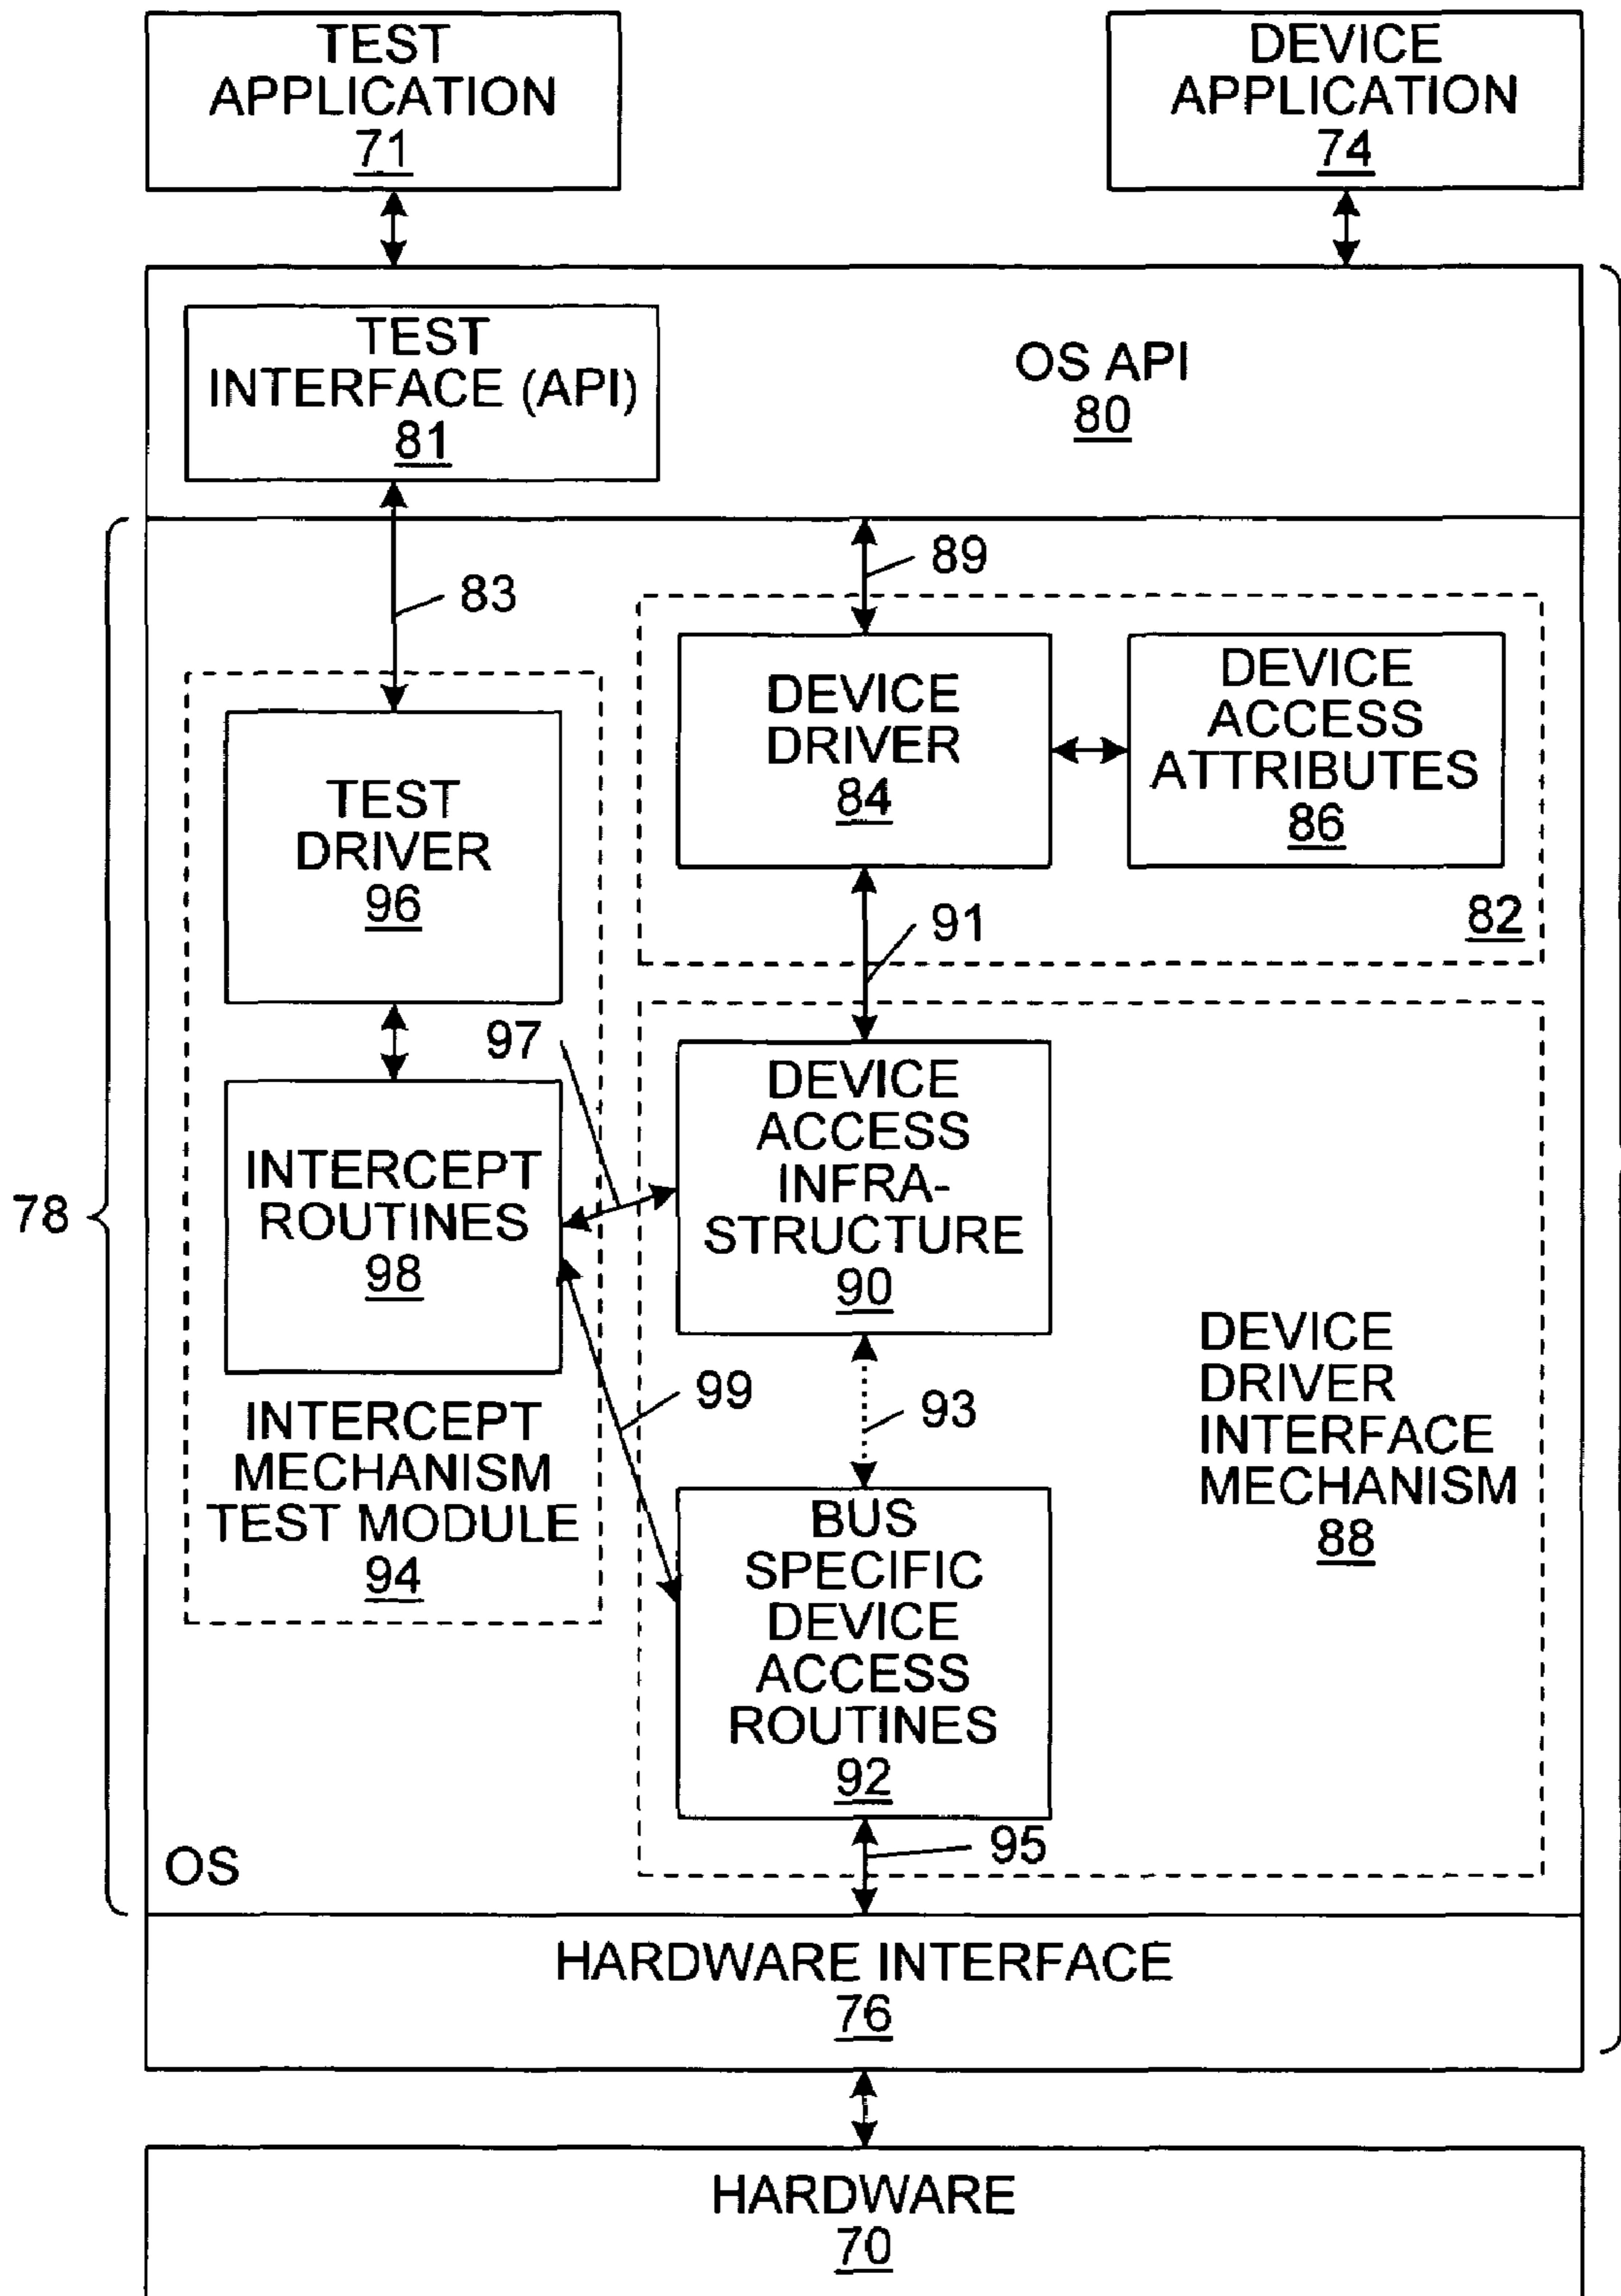 TEST
APPLICATION
71
DEVICE
APPLICATION
74
TEST
INTERFACE (API)
81
OS API
80
83
89
DEVICE
DRIVER
84
DEVICE
ACCESS
ATTRIBUTES
86
82
TEST
DRIVER
96
91
97
DEVICE
ACCESS
INFRA-
STRUCTURE
90
INTERCEPT
ROUTINES
98
78
99
93
INTERCEPT
MECHANISM
TEST MODULE
94
DEVICE
DRIVER
INTERFACE
MECHANISM
88
BUS
SPECIFIC
DEVICE
ACCESS
ROUTINES
92
95
OS
HARDWARE INTERFACE
76
HARDWARE
70